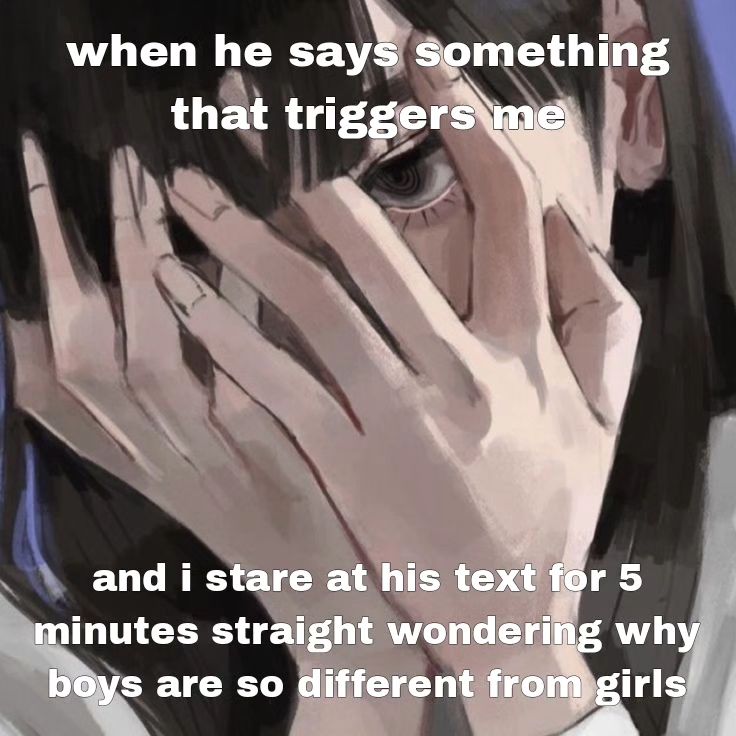 when he says something
that triggers me
and i stare at his text for 5
minutes straight wondering why
boys are so different from girls